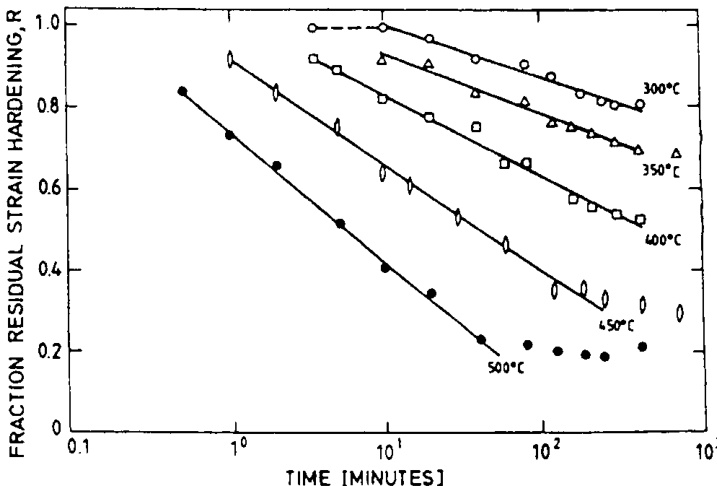 FRACTION RESIDUAL STRAIN HARDENING, R
1.0
0.8
0.6
0.4
0.2
0
300°C
350°C
400°C
450°C
500°C
0.1
10⁰
10¹
10²
10³
TIME [MINUTES]